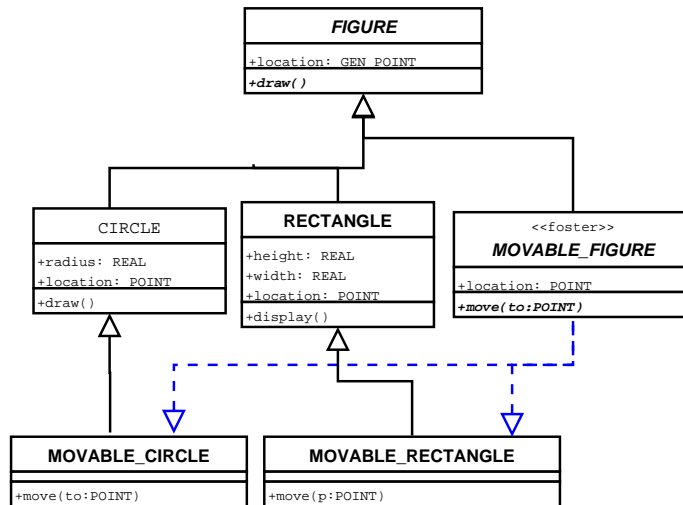 FIGURE
+location: GEN_POINT
+draw()
CIRCLE
+radius: REAL
+location: POINT
+draw()
RECTANGLE
+height: REAL
+width: REAL
+location: POINT
+display()
<<foster>>
MOVABLE_FIGURE
+location: POINT
+move(to:POINT)
MOVABLE_CIRCLE
+move(to:POINT)
MOVABLE_RECTANGLE
+move(p:POINT)